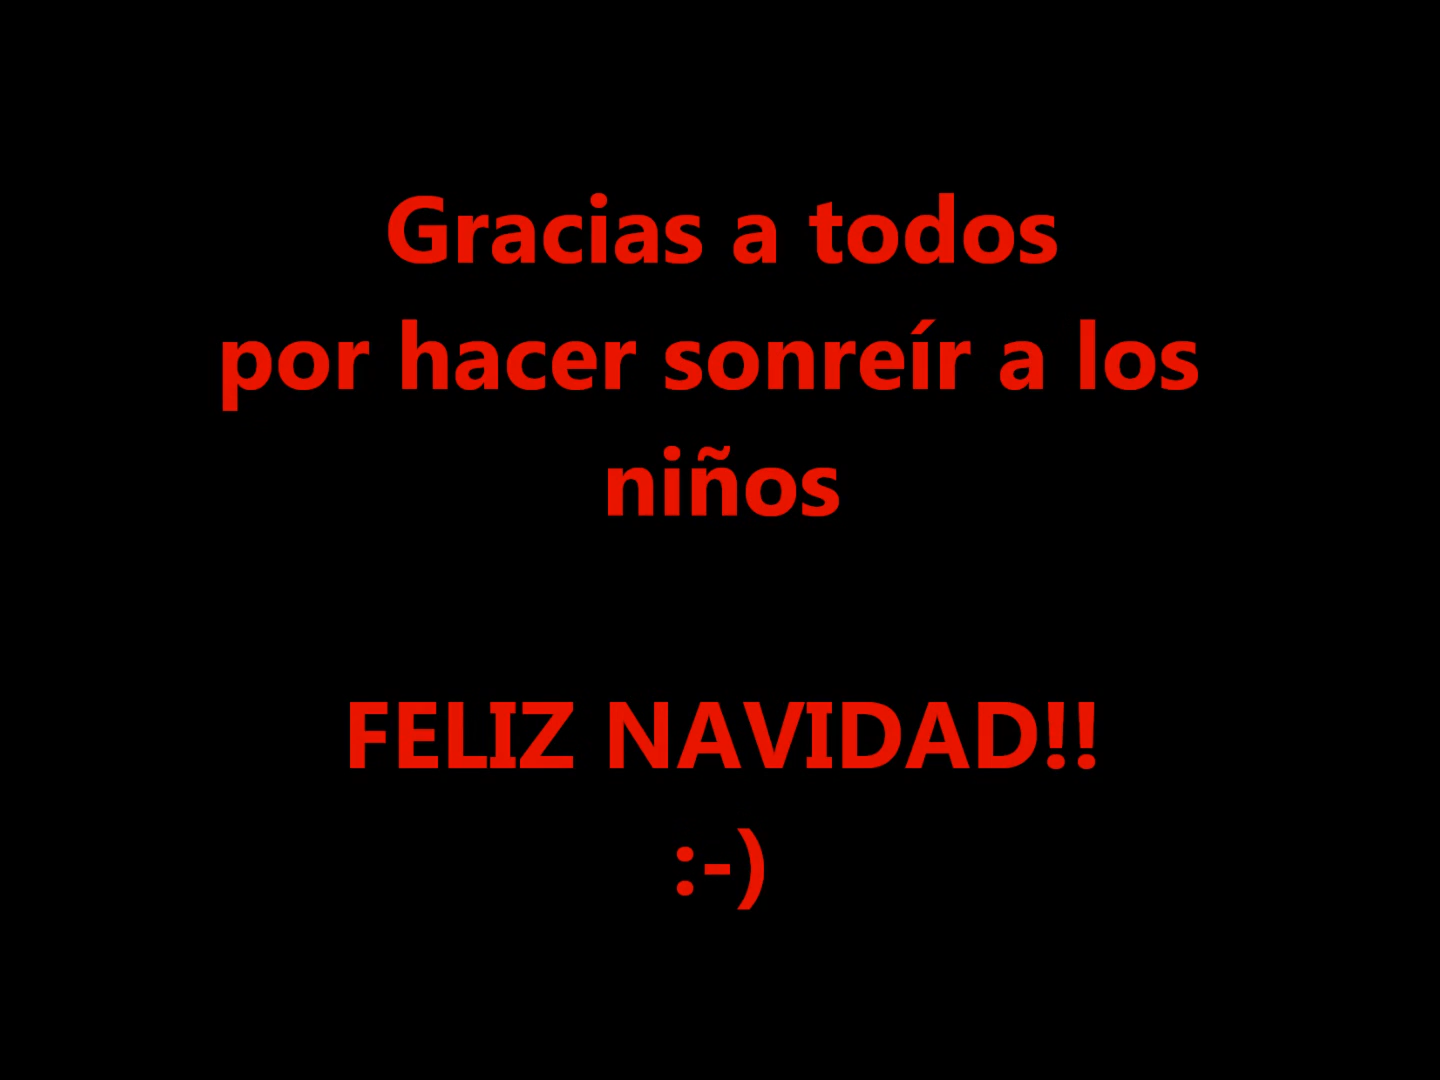 Gracias a todos
por hacer sonreír a los
niños
FELIZ NAVIDAD!!
:-)